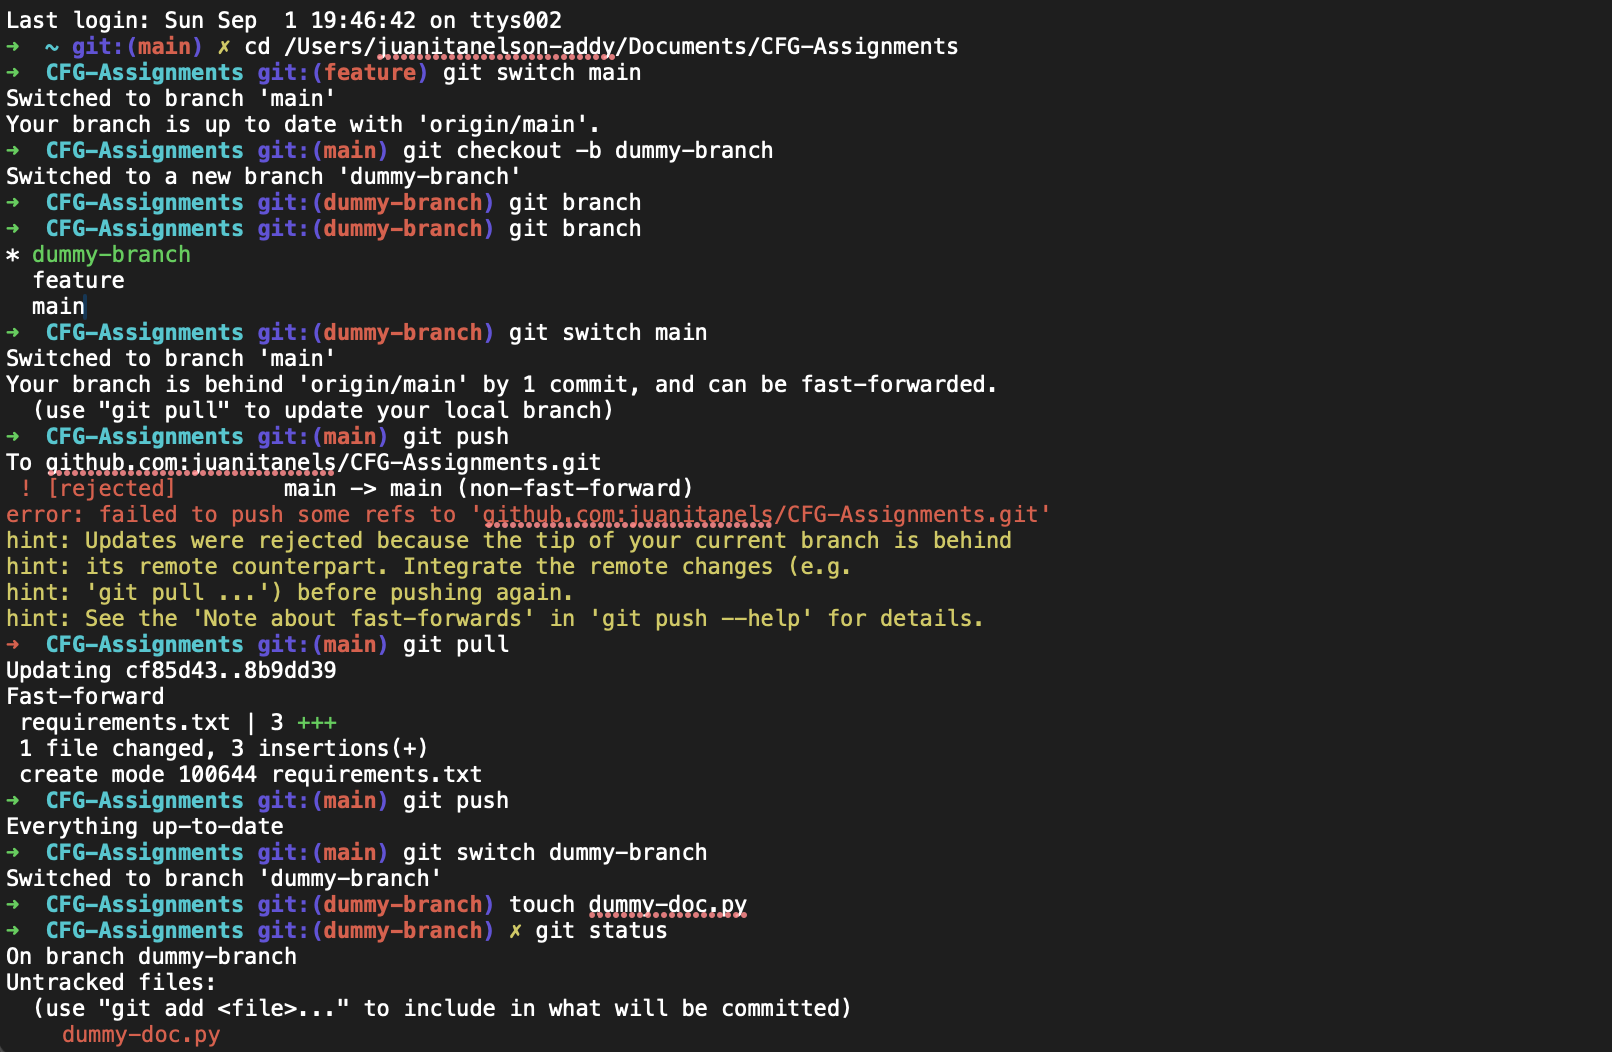 Last login: Sun Sep  1 19:46:42 on ttys002
➜  ~ git:(main) ✗ cd /Users/juanitanelson-addy/Documents/CFG-Assignments
➜  CFG-Assignments git:(feature) git switch main
Switched to branch 'main'
Your branch is up to date with 'origin/main'.
➜  CFG-Assignments git:(main) git checkout -b dummy-branch
Switched to a new branch 'dummy-branch'
➜  CFG-Assignments git:(dummy-branch) git branch
➜  CFG-Assignments git:(dummy-branch) git branch
* dummy-branch
  feature
  main
➜  CFG-Assignments git:(dummy-branch) git switch main
Switched to branch 'main'
Your branch is behind 'origin/main' by 1 commit, and can be fast-forwarded.
  (use "git pull" to update your local branch)
➜  CFG-Assignments git:(main) git push
To github.com:juanitanels/CFG-Assignments.git
 ! [rejected]        main -> main (non-fast-forward)
error: failed to push some refs to 'github.com:juanitanels/CFG-Assignments.git'
hint: Updates were rejected because the tip of your current branch is behind
hint: its remote counterpart. Integrate the remote changes (e.g.
hint: 'git pull ...') before pushing again.
hint: See the 'Note about fast-forwards' in 'git push --help' for details.
➜  CFG-Assignments git:(main) git pull
Updating cf85d43..8b9dd39
Fast-forward
 requirements.txt | 3 +++
 1 file changed, 3 insertions(+)
 create mode 100644 requirements.txt
➜  CFG-Assignments git:(main) git push
Everything up-to-date
➜  CFG-Assignments git:(main) git switch dummy-branch
Switched to branch 'dummy-branch'
➜  CFG-Assignments git:(dummy-branch) touch dummy-doc.py
➜  CFG-Assignments git:(dummy-branch) ✗ git status
On branch dummy-branch
Untracked files:
  (use "git add <file>..." to include in what will be committed)
    dummy-doc.py